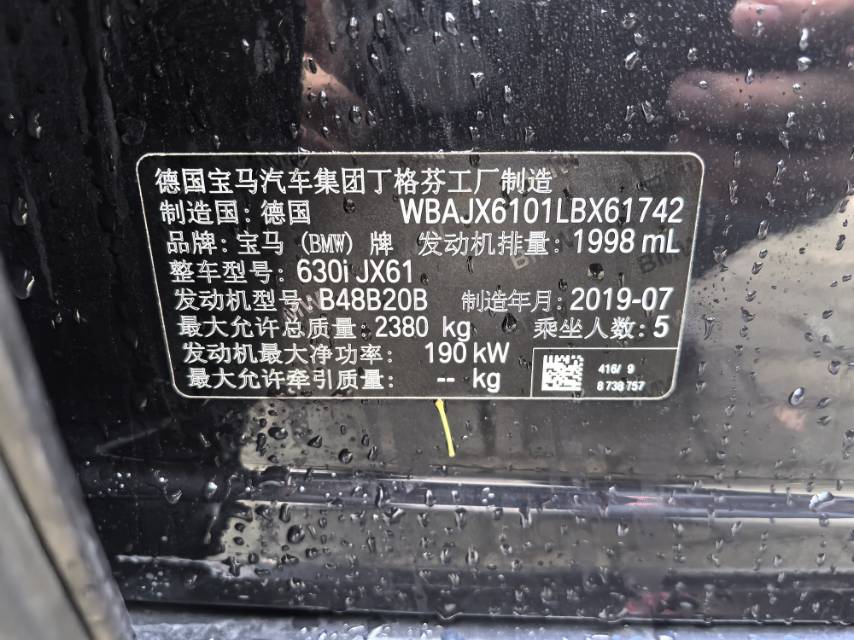 德国宝马汽车集团丁格芬工厂制造
制造国: 德国 WBAJX6101LBX61742
品牌: 宝马 (BMW) 牌 发动机排量: 1998 mL
整车型号: 630i JX61
发动机型号: B48B20B 制造年月: 2019-07
最大允许总质量: 2380 kg 乘坐人数: 5
发动机最大净功率: 190 kW
最大允许牵引质量: -- kg
416/ 9
8 738 757